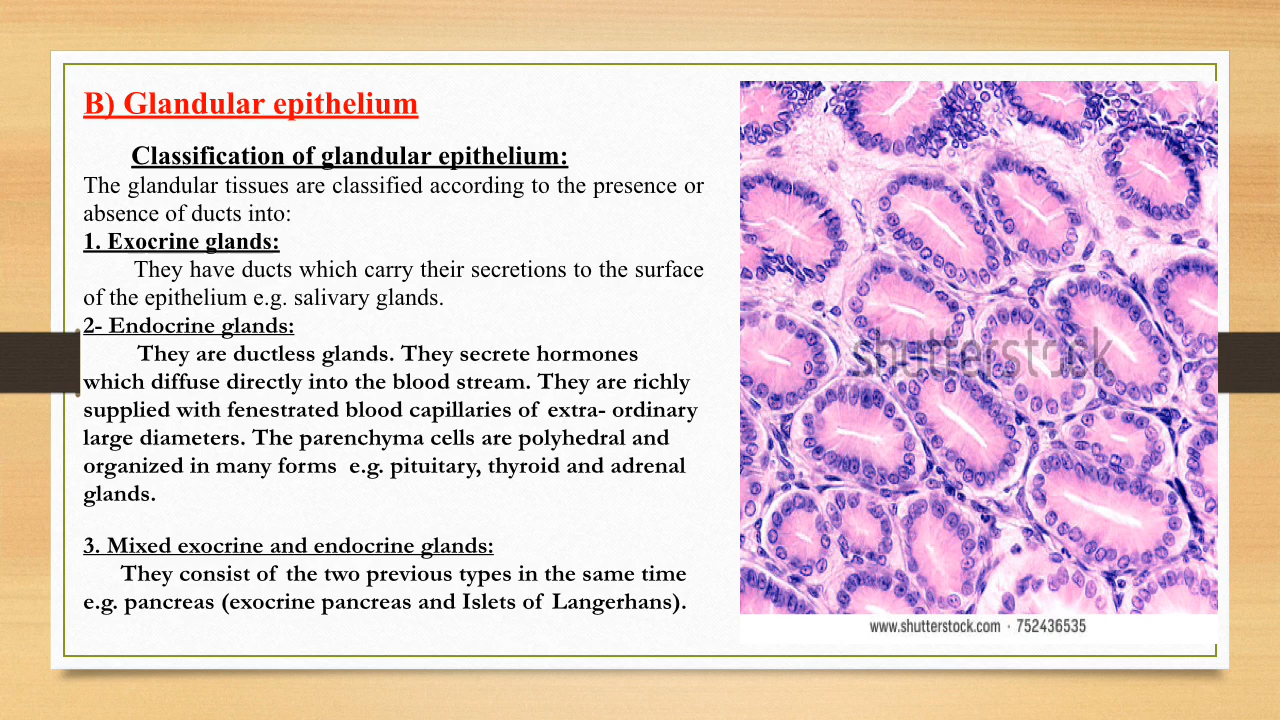 B) Glandular epithelium
Classification of glandular epithelium:
The glandular tissues are classified according to the presence or
absence of ducts into:
1. Exocrine glands:
They have ducts which carry their secretions to the surface
of the epithelium e.g. salivary glands.
2- Endocrine glands:
They are ductless glands. They secrete hormones
which diffuse directly into the blood stream. They are richly
supplied with fenestrated blood capillaries of extra- ordinary
large diameters. The parenchyma cells are polyhedral and
organized in many forms e.g. pituitary, thyroid and adrenal
glands.
3. Mixed exocrine and endocrine glands:
They consist of the two previous types in the same time
e.g. pancreas (exocrine pancreas and Islets of Langerhans).
shutterstock
www.shutterstock.com · 752436535